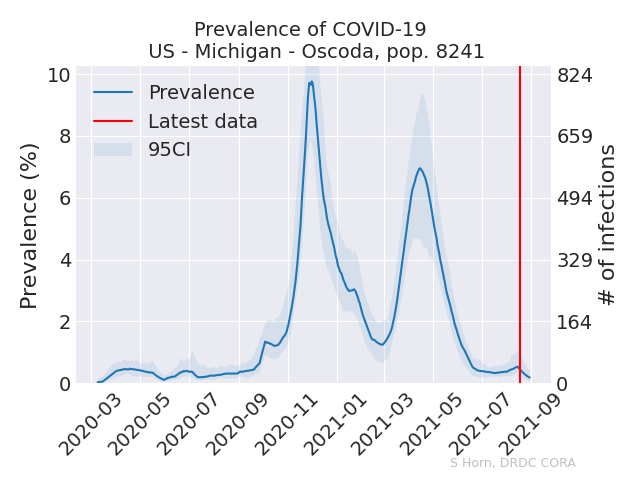 Prevalence of COVID-19
US - Michigan - Oscoda, pop. 8241
Prevalence
Latest data
95CI
Prevalence (%)
10
8
6
4
2
0
824
659
494
329
164
0
# of infections
2020-03
2020-05
2020-07
2020-09
2020-11
2021-01
2021-03
2021-05
2021-07
2021-09
S Horn, DRDC CORA